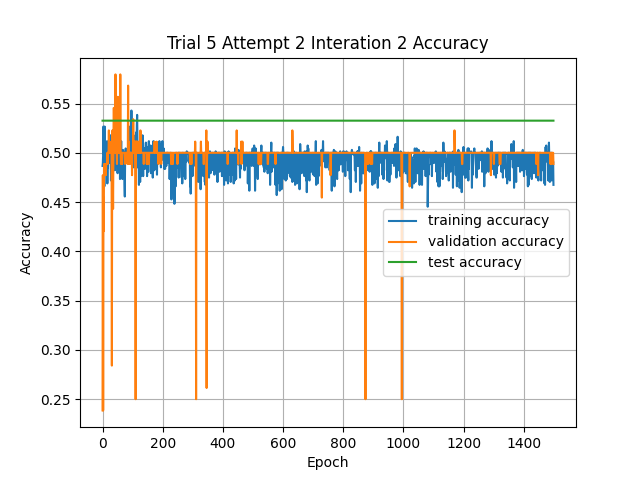 Trial 5 Attempt 2 Interation 2 Accuracy
0.55
0.50
0.45
0.40
0.35
0.30
0.25
Accuracy
training accuracy
validation accuracy
test accuracy
0
200
400
600
800
1000
1200
1400
Epoch